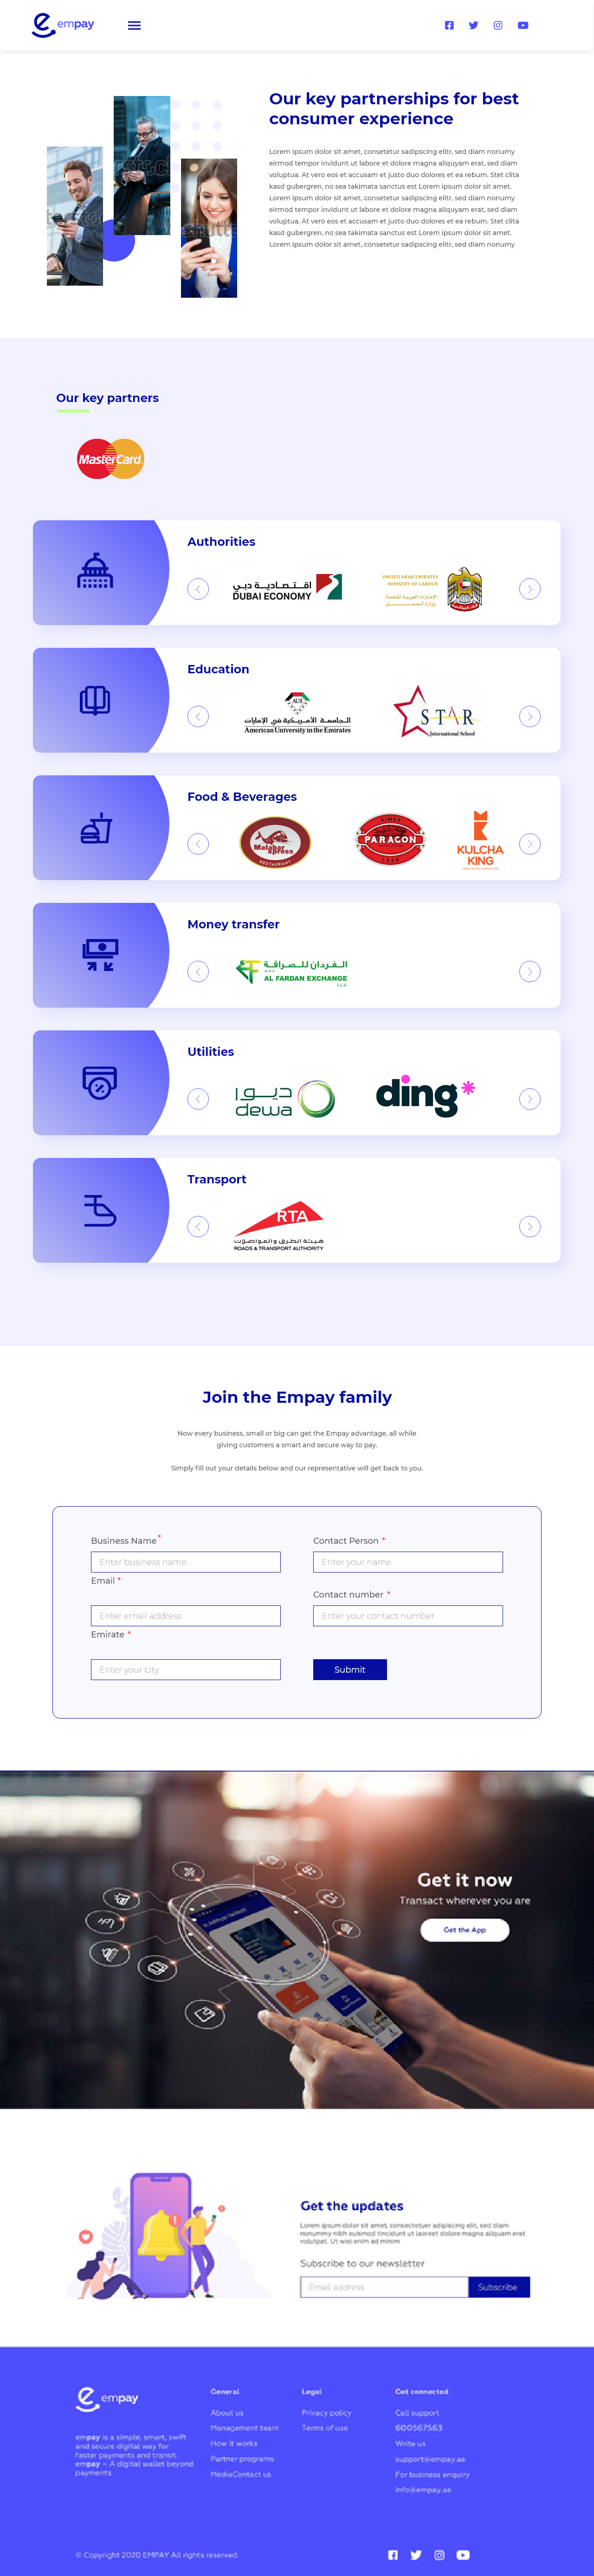 empay
Our key partnerships for best
consumer experience
Lorem ipsum dolor sit amet, consetetur sadipscing elitr, sed diam nonumy
eirmod tempor invidunt ut labore et dolore magna aliquyam erat, sed diam
voluptua. At vero eos et accusam et justo duo dolores et ea rebum. Stet clita
kasd gubergren, no sea takimata sanctus est Lorem ipsum dolor sit amet.
Lorem ipsum dolor sit amet, consetetur sadipscing elitr, sed diam nonumy
eirmod tempor invidunt ut labore et dolore magna aliquyam erat, sed diam
voluptua. At vero eos et accusam et justo duo dolores et ea rebum. Stet clita
kasd gubergren, no sea takimata sanctus est Lorem ipsum dolor sit amet.
Lorem ipsum dolor sit amet, consetetur sadipscing elitr, sed diam nonumy
Our key partners
MasterCard
Authorities
اقتصادية دبي
DUBAI ECONOMY
UNITED ARAB EMIRATES
MINISTRY OF LABOUR
الإمارات العربية المتحدة
وزارة العمل
Education
AUE
الجامعة الأمريكية في الإمارات
American University in the Emirates
STAR
International School
Food & Beverages
Malabar
Xpress
RESTAURANT
SINCE
PARAGON
1939
KULCHA
KING
Money transfer
الفردان للصرافة
AL FARDAN EXCHANGE
L.L.C.
Utilities
ديوا
dewa
ding*
Transport
RTA
هيئة الطرق والمواصلات
ROADS & TRANSPORT AUTHORITY
Join the Empay family
Now every business, small or big can get the Empay advantage, all while
giving customers a smart and secure way to pay.
Simply fill out your details below and our representative will get back to you.
Business Name *
Contact Person *
Enter business name
Enter your name
Email *
Contact number *
Enter email address
Enter your contact number
Emirate *
Enter your city
Submit
Get it now
Transact wherever you are
Get the App
Get the updates
Lorem ipsum dolor sit amet, consectetuer adipiscing elit, sed diam
nonummy nibh euismod tincidunt ut laoreet dolore magna aliquam erat
volutpat. Ut wisi enim ad minim
Subscribe to our newsletter
Email address
Subscribe
empay
empay is a simple, smart, swift
and secure digital way for
faster payments and transit.
empay – A digital wallet beyond
payments.
General
About us
Management team
How it works
Partner programs
MediaContact us
Legal
Privacy policy
Terms of use
Get connected
Call support
600567563
Write us
support@empay.ae
For business enquiry
info@empay.ae
© Copyright 2020 EMPAY All rights reserved.